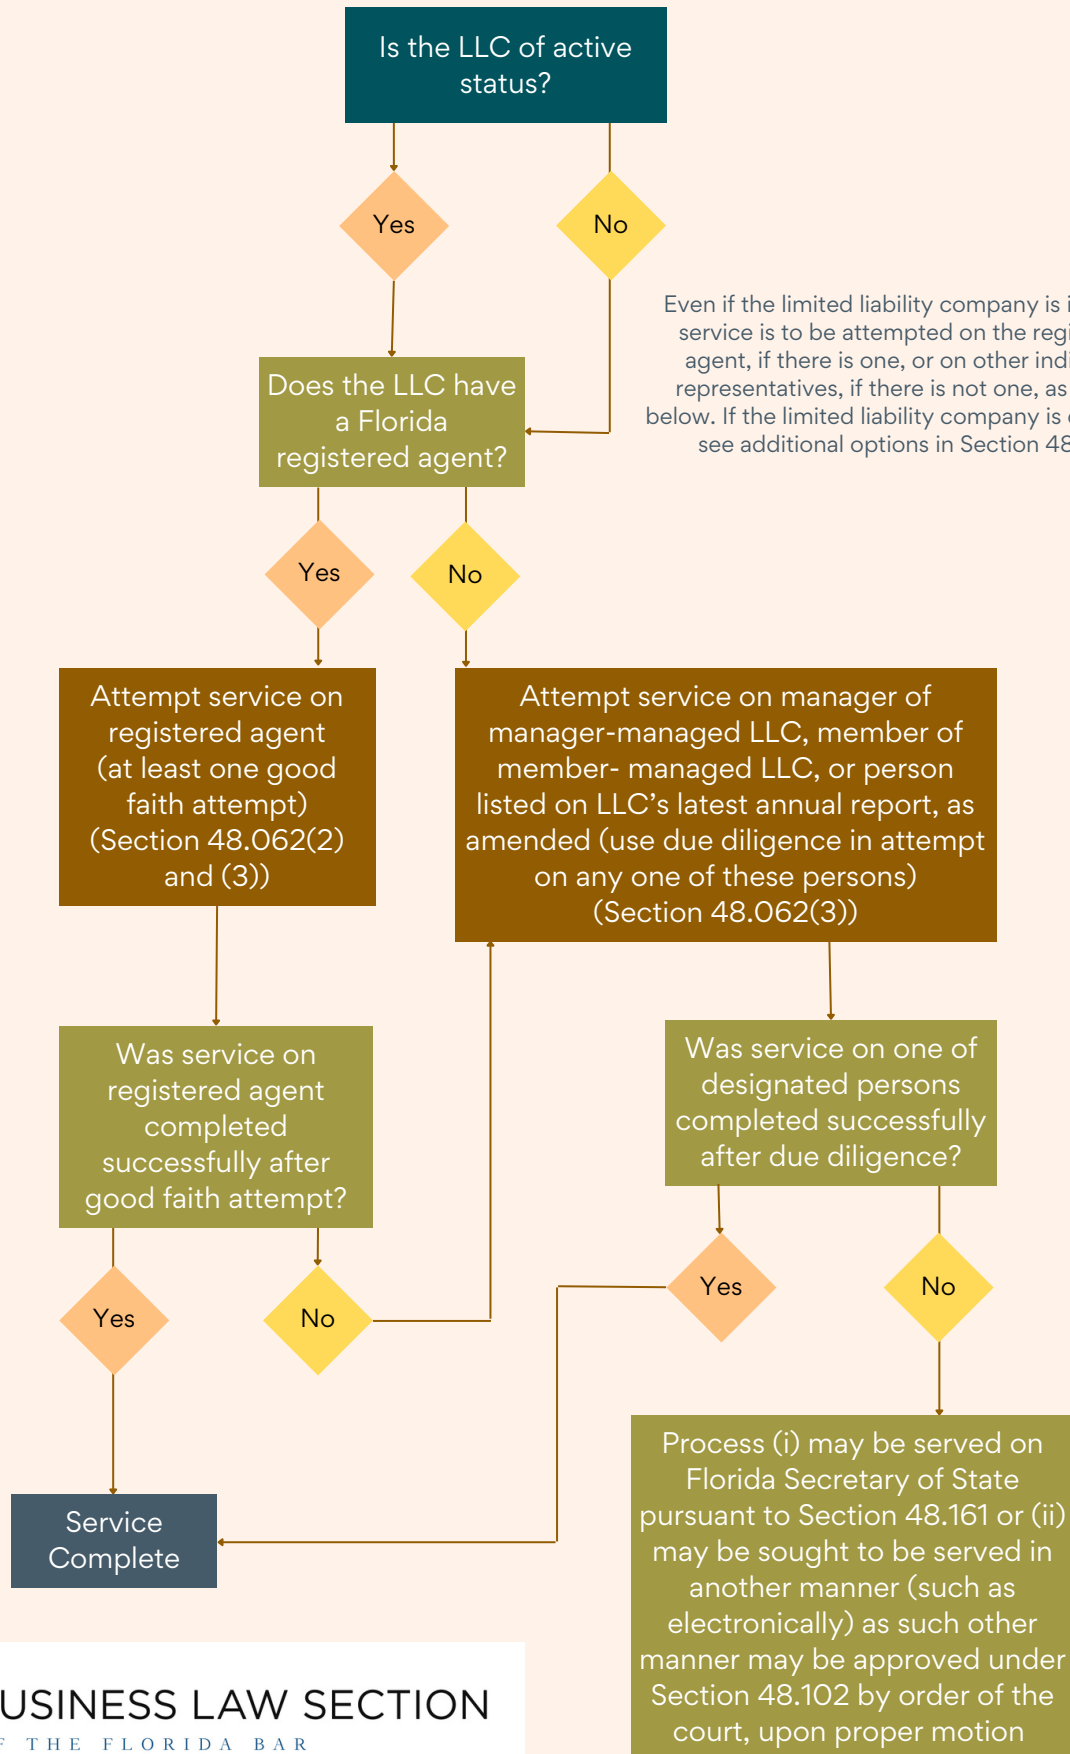 Is the LLC of active
status?
Yes
No
Even if the limited liability company is
service is to be attempted on the
agent, if there is one, or on other
representatives, if there is not one, as
below. If the limited liability company is
see additional options in Section
Does the LLC have
a Florida
registered agent?
Yes
No
Attempt service on
registered agent
(at least one good
faith attempt)
(Section 48.062(2)
and (3))
Attempt service on manager of
manager-managed LLC, member of
member- managed LLC, or person
listed on LLC’s latest annual report, as
amended (use due diligence in attempt
on any one of these persons)
(Section 48.062(3))
Was service on
registered agent
completed
successfully after
good faith attempt?
Was service on one of
designated persons
completed successfully
after due diligence?
Yes
No
Yes
No
Service
Complete
Process (i) may be served on
Florida Secretary of State
pursuant to Section 48.161 or (ii)
may be sought to be served in
another manner (such as
electronically) as such other
manner may be approved under
Section 48.102 by order of the
court, upon proper motion
USINESS LAW SECTION
F THE FLORIDA BAR